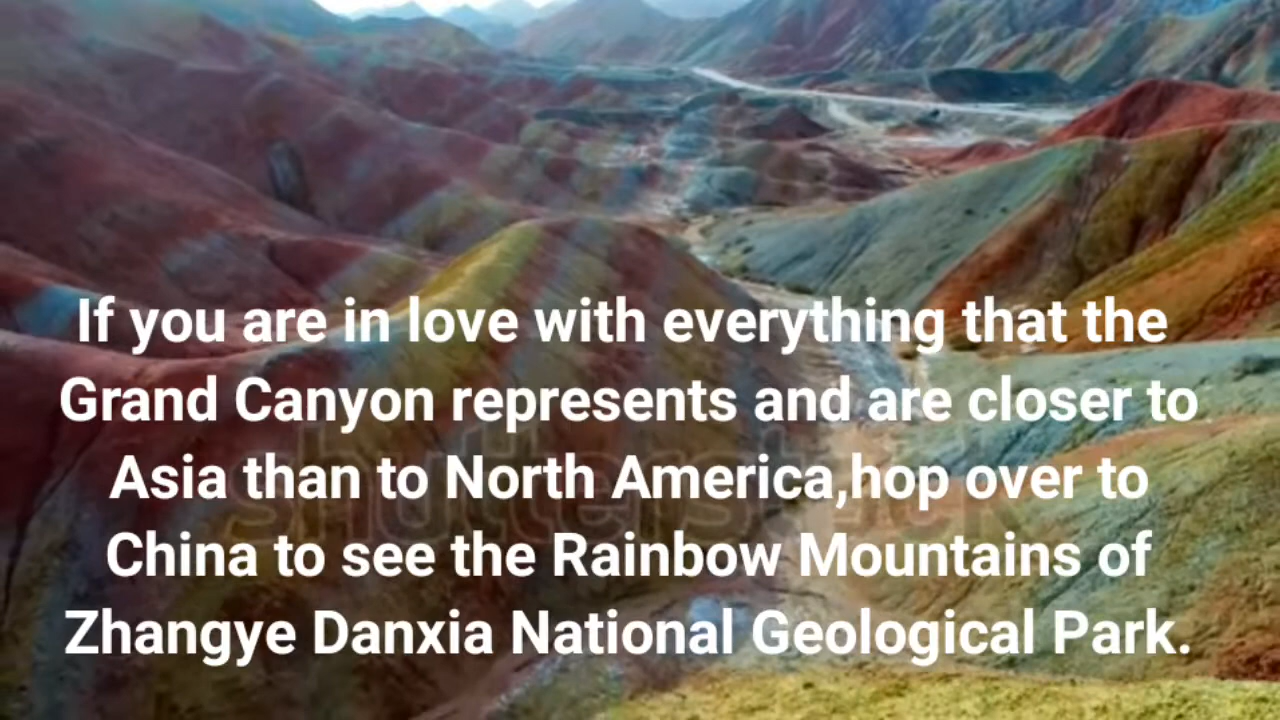 If you are in love with everything that the
Grand Canyon represents and are closer to
Asia than to North America,hop over to
China to see the Rainbow Mountains of
Zhangye Danxia National Geological Park.
shutterstock